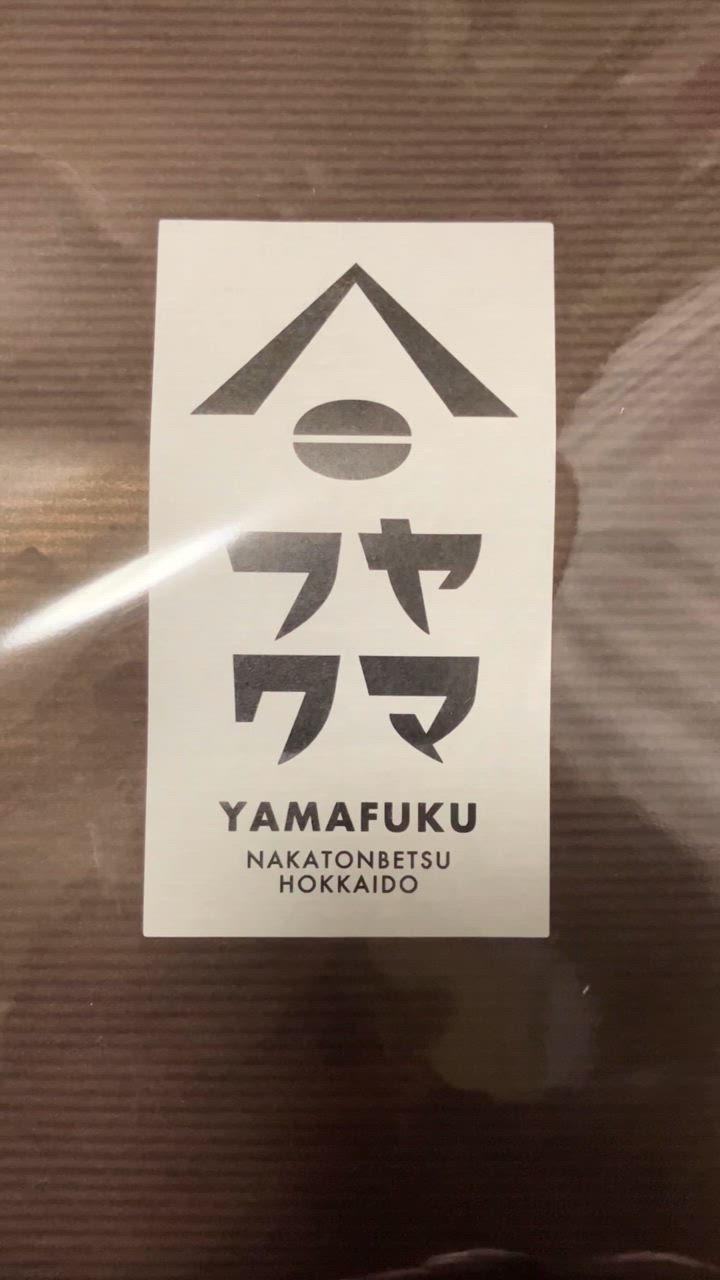 ヤマ
フク
YAMAFUKU
NAKATONBETSU
HOKKAIDO